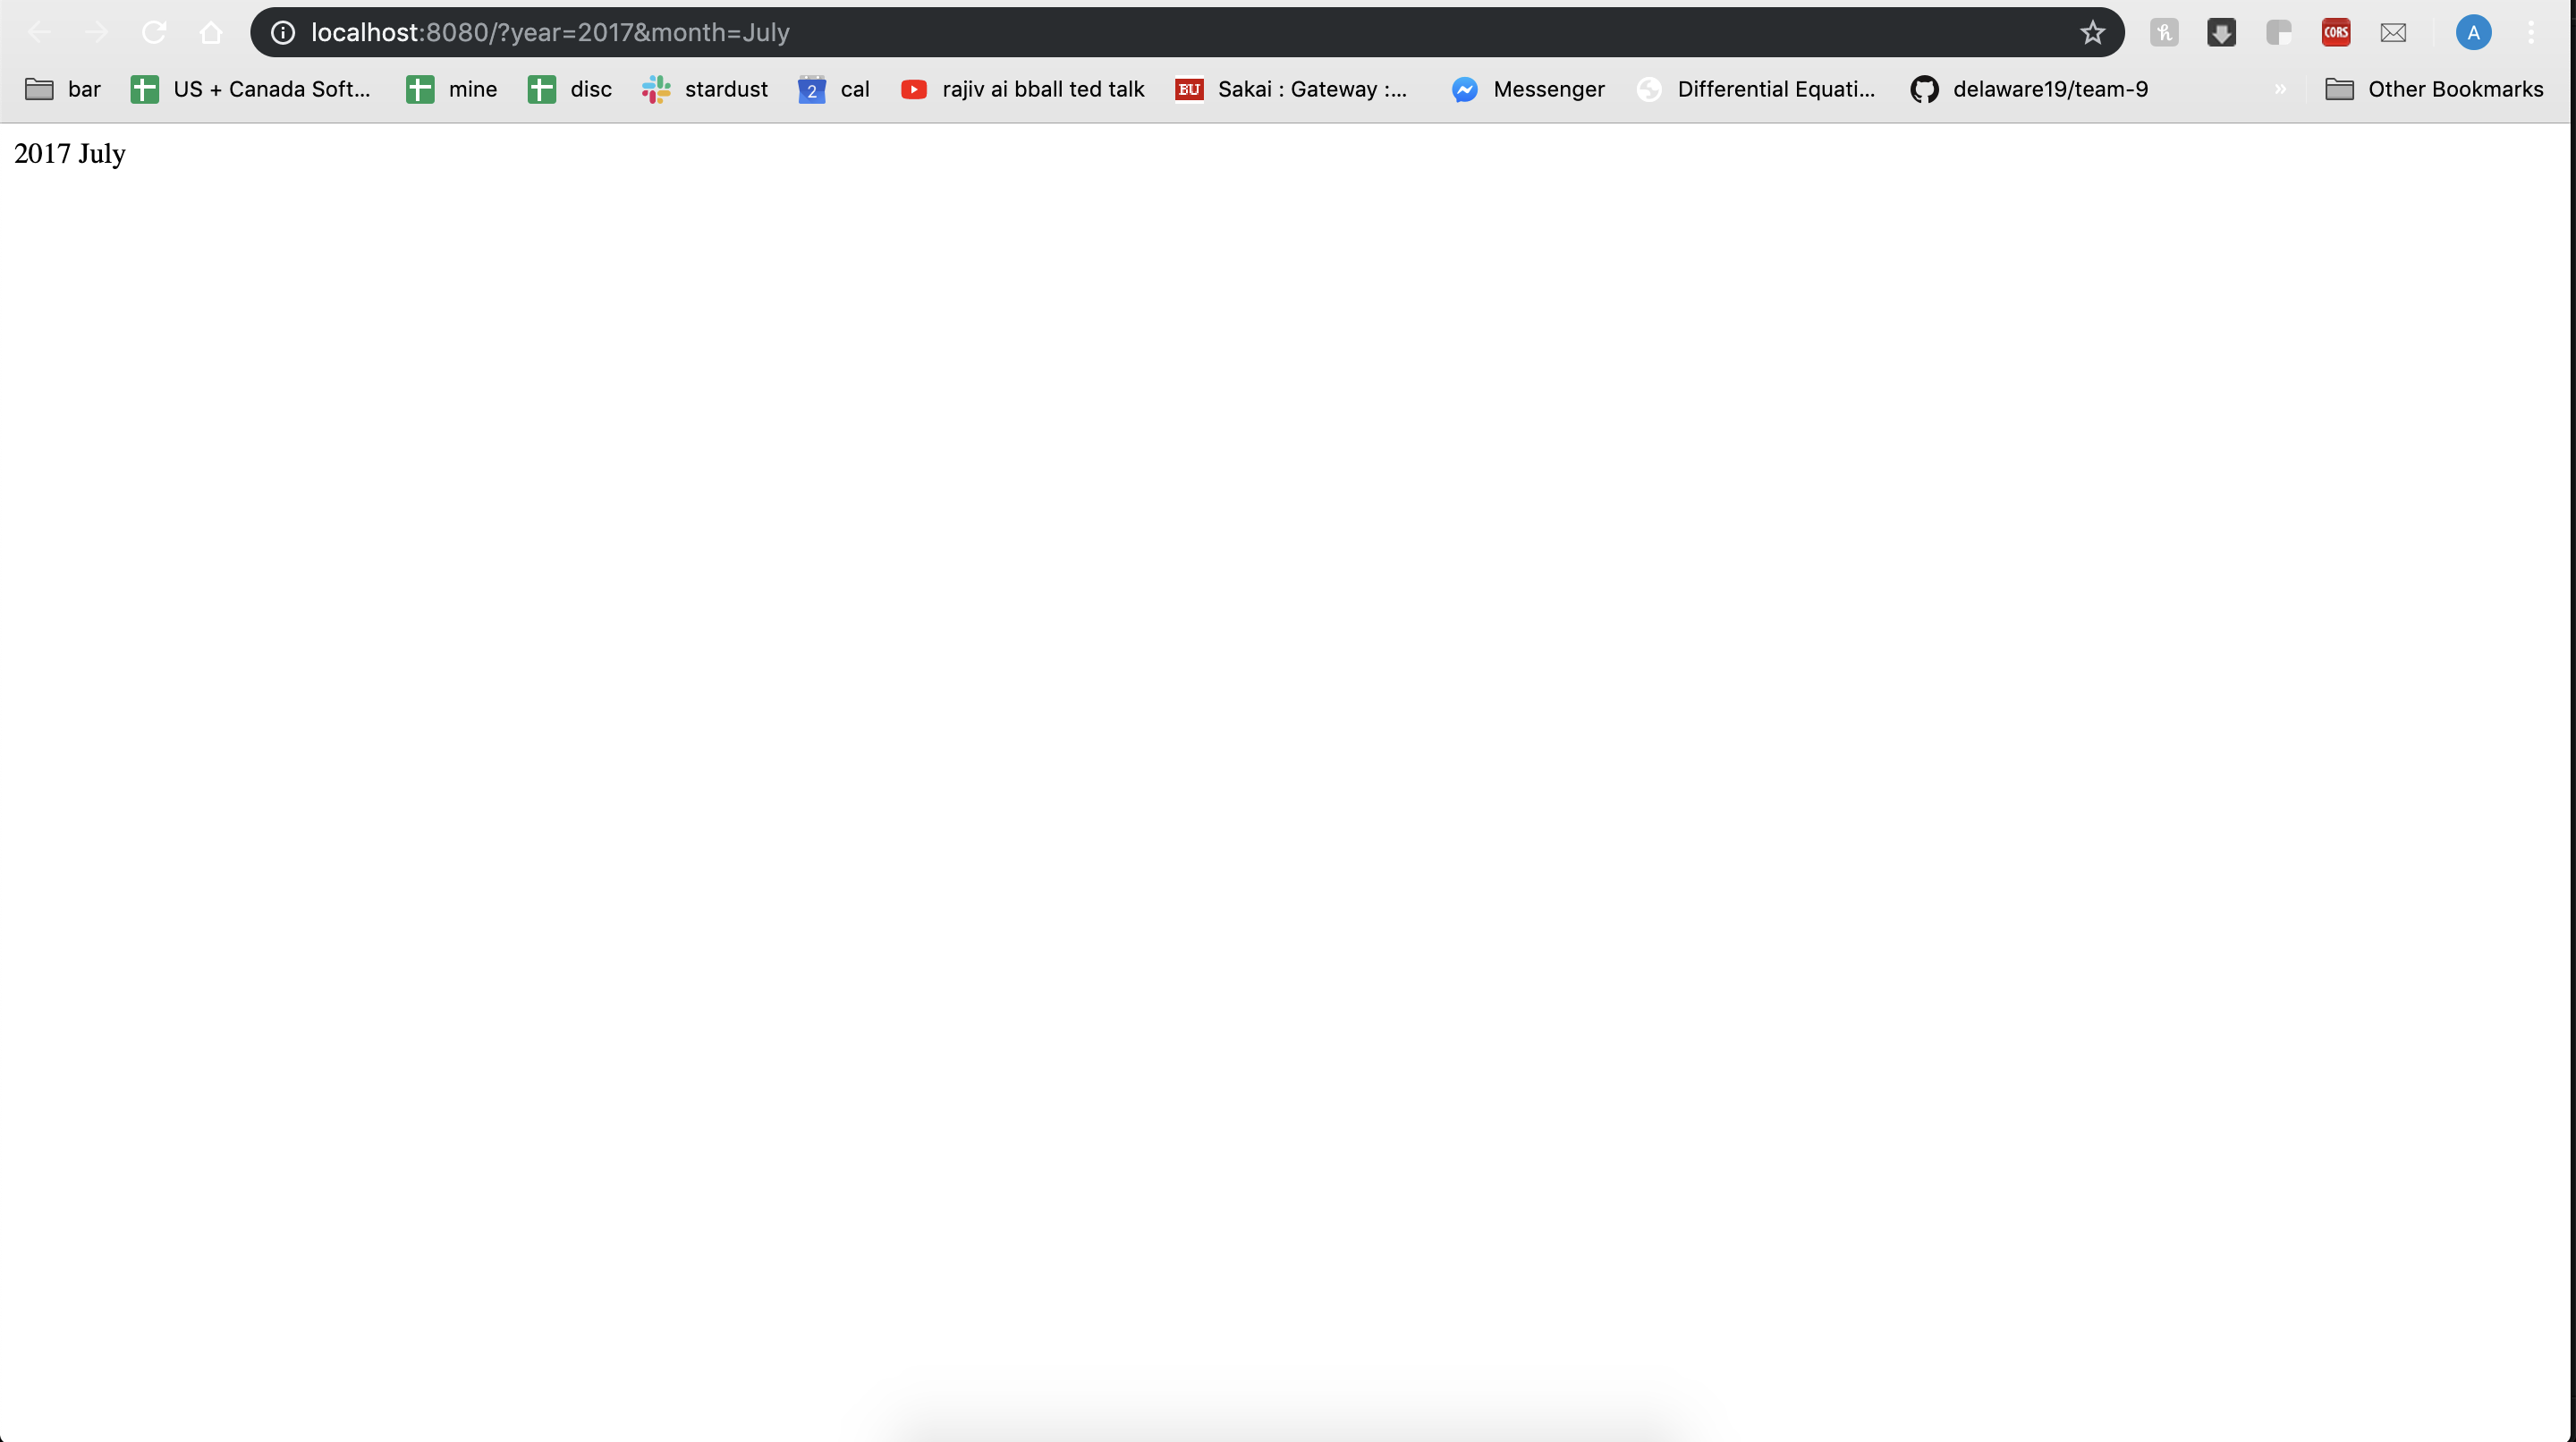 localhost:8080/?year=2017&month=July
CORS
A
bar
US + Canada Soft...
mine
disc
stardust
2
cal
rajiv ai bball ted talk
BU
Sakai : Gateway :...
Messenger
Differential Equati...
delaware19/team-9
»
Other Bookmarks
2017 July